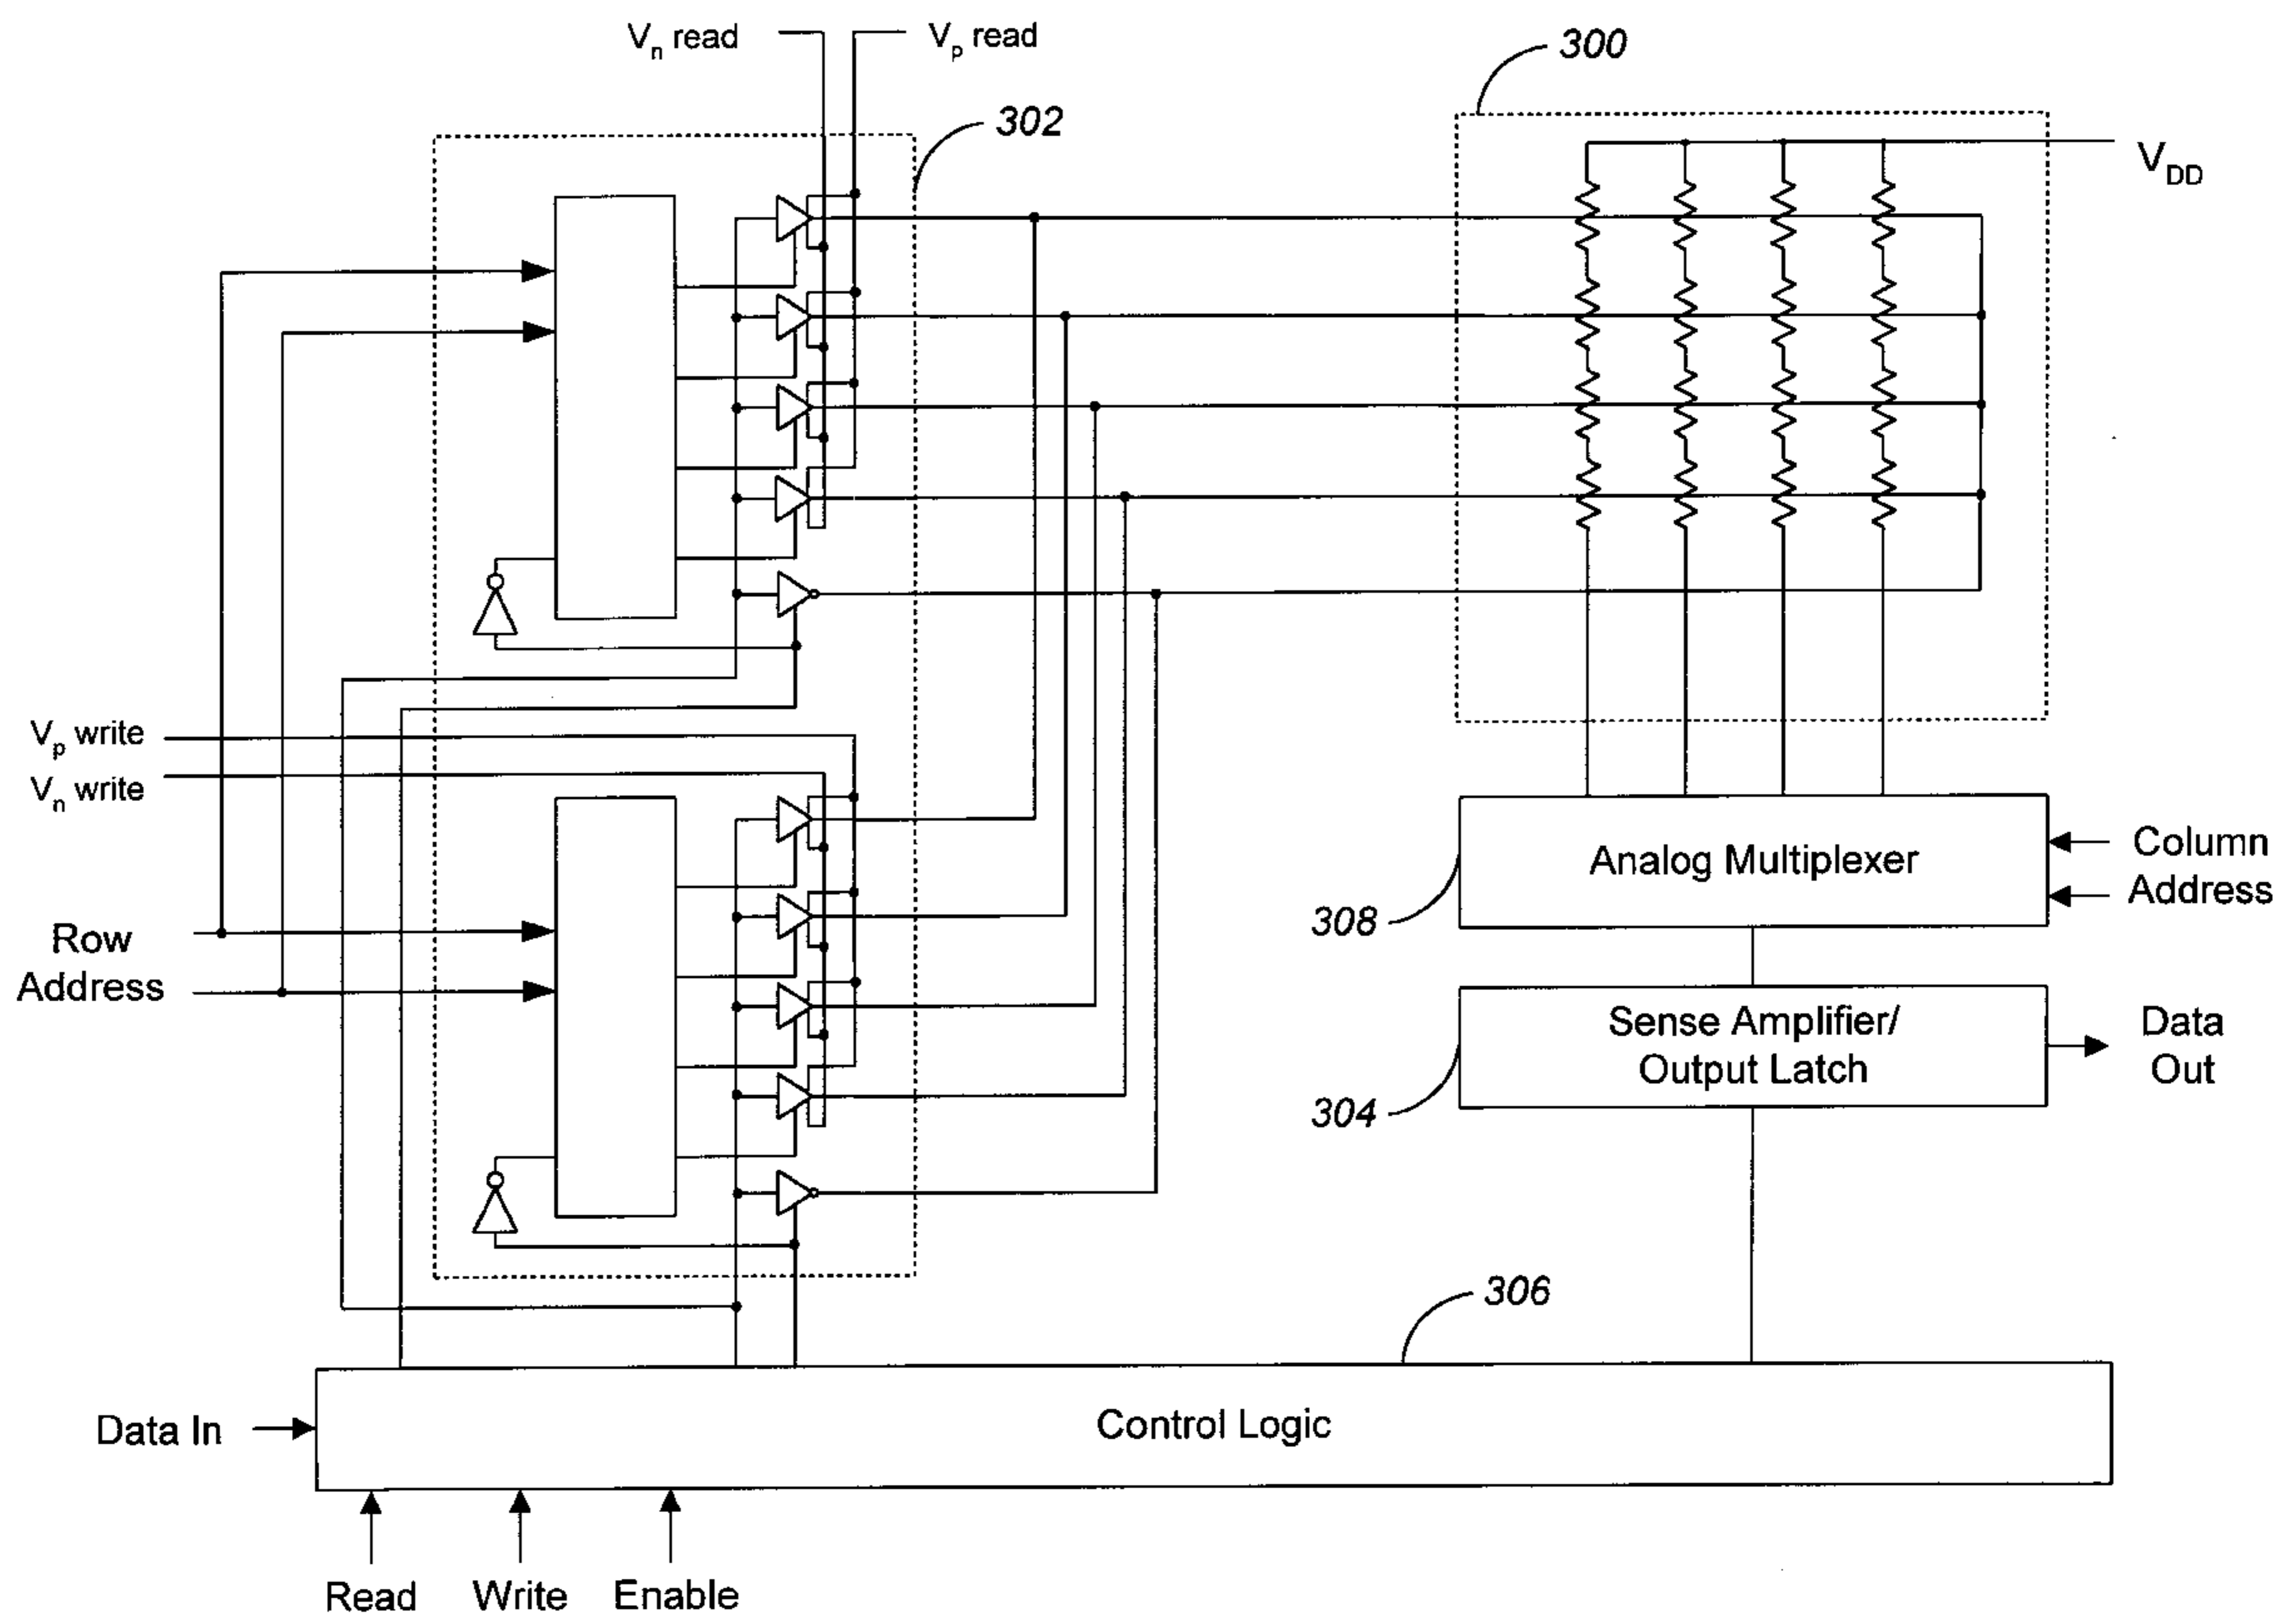 Vn read
Vp read
300
302
VDD
Vp write
Vn write
Analog Multiplexer
Column
Address
308
Row
Address
Sense Amplifier/
Output Latch
Data
Out
304
306
Data In
Control Logic
Read
Write
Enable